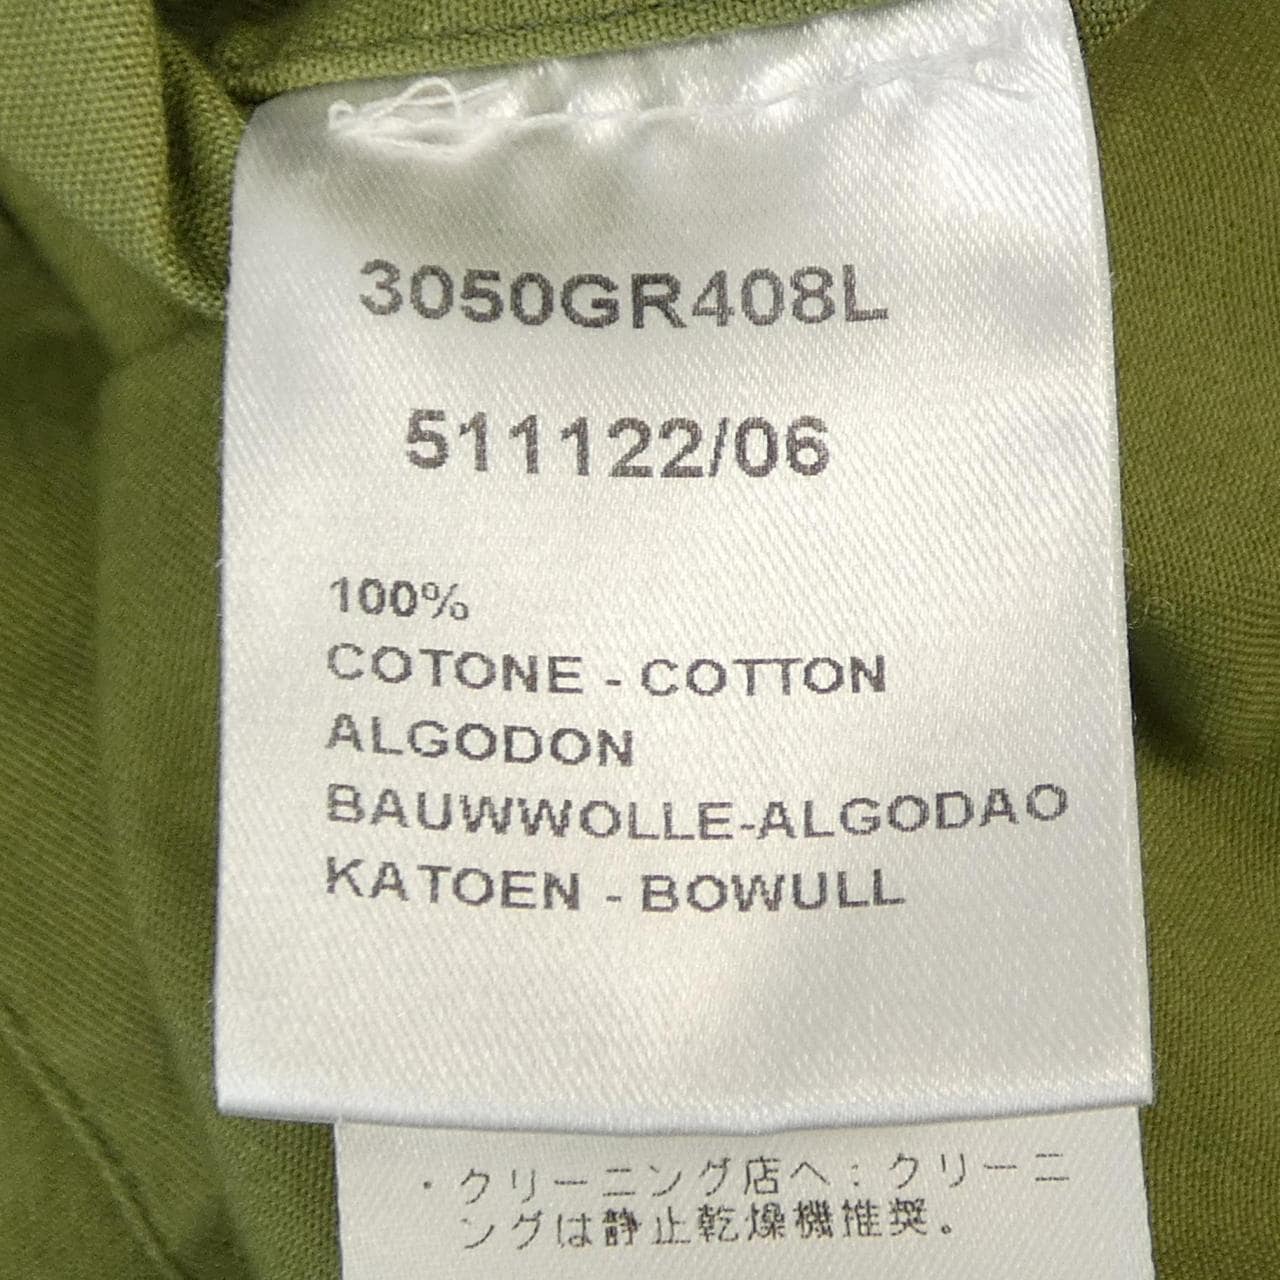 3050GR408L
511122/06
100%
COTONE - COTTON
ALGODON
BAUWWOLLE-ALGODAO
KATOEN - BOWULL
・クリーニング店へ：クリーニ
ングは静止乾燥機推奨。